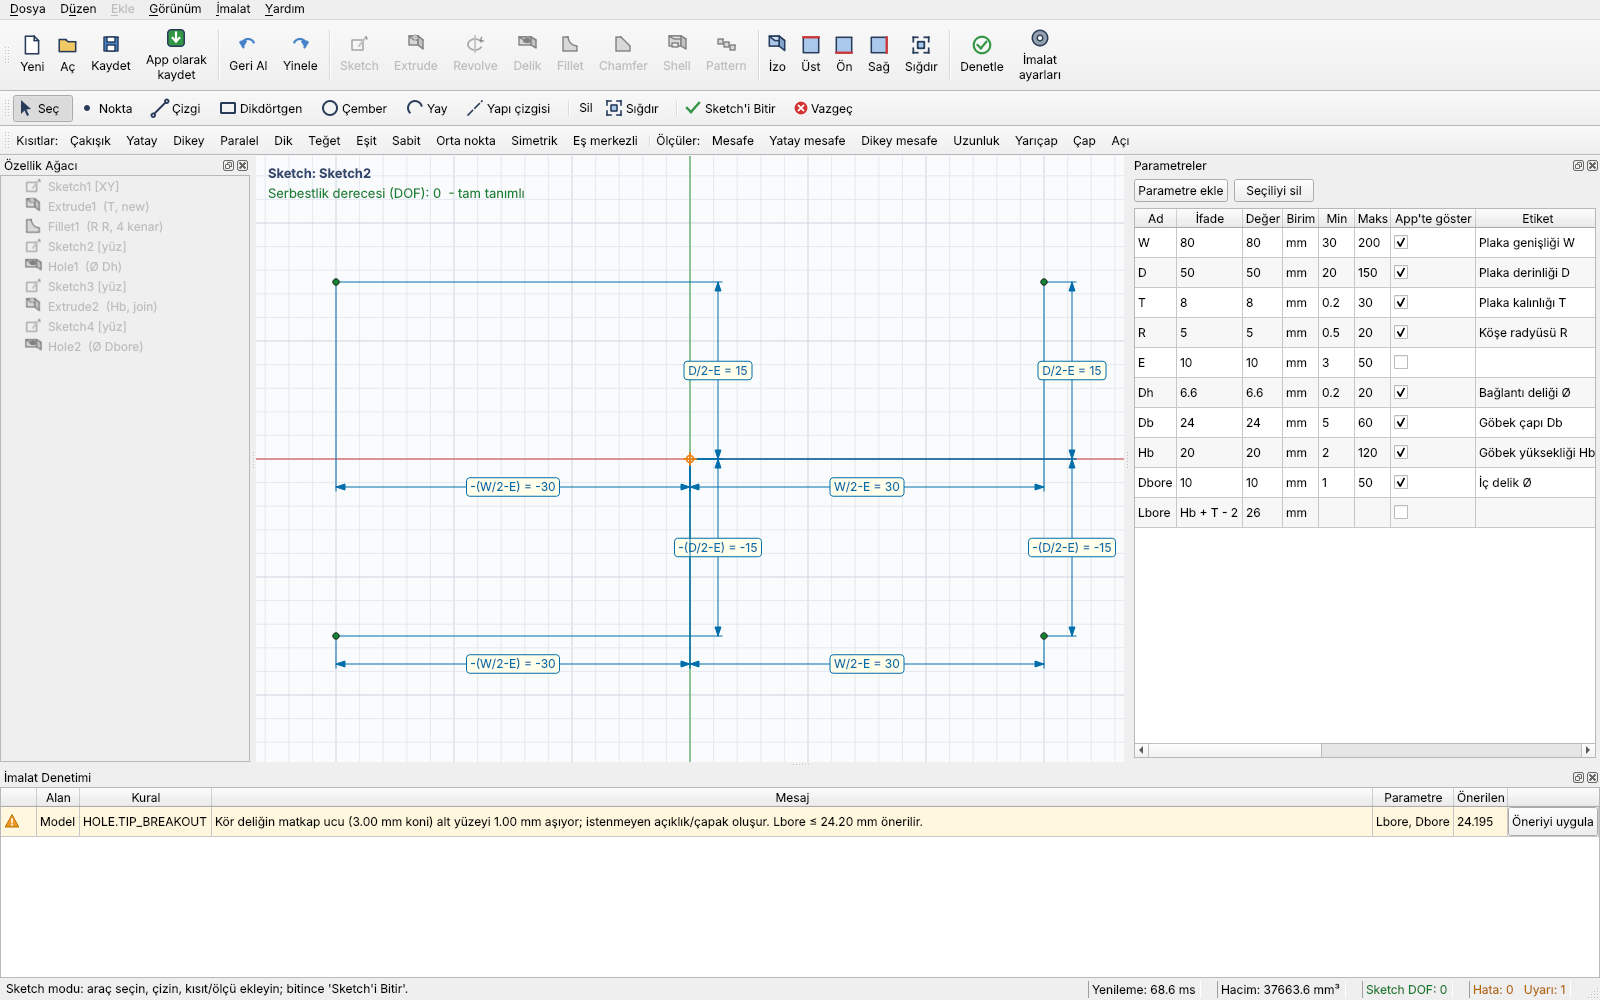 Dosya Düzen Ekle Görünüm İmalat Yardım
Yeni Aç Kaydet App olarak kaydet Geri Al Yinele Sketch Extrude Revolve Delik Fillet Chamfer Shell Pattern İzo Üst Ön Sağ Sığdır Denetle İmalat ayarları
Seç Nokta Çizgi Dikdörtgen Çember Yay Yapı çizgisi Sil Sığdır Sketch'i Bitir Vazgeç
Kısıtlar: Çakışık Yatay Dikey Paralel Dik Teğet Eşit Sabit Orta nokta Simetrik Eş merkezli Ölçüler: Mesafe Yatay mesafe Dikey mesafe Uzunluk Yarıçap Çap Açı
Özellik Ağacı
Sketch1 [XY]
Extrude1 (T, new)
Fillet1 (R R, 4 kenar)
Sketch2 [yüz]
Hole1 (Ø Dh)
Sketch3 [yüz]
Extrude2 (Hb, join)
Sketch4 [yüz]
Hole2 (Ø Dbore)
Sketch: Sketch2
Serbestlik derecesi (DOF): 0 - tam tanımlı
D/2-E = 15 D/2-E = 15
-(W/2-E) = -30 W/2-E = 30
-(D/2-E) = -15 -(D/2-E) = -15
-(W/2-E) = -30 W/2-E = 30
Parametreler
Parametre ekle Seçiliyi sil
Ad İfade Değer Birim Min Maks App'te göster Etiket
W 80 80 mm 30 200 Plaka genişliği W
D 50 50 mm 20 150 Plaka derinliği D
T 8 8 mm 0.2 30 Plaka kalınlığı T
R 5 5 mm 0.5 20 Köşe radyüsü R
E 10 10 mm 3 50
Dh 6.6 6.6 mm 0.2 20 Bağlantı deliği Ø
Db 24 24 mm 5 60 Göbek çapı Db
Hb 20 20 mm 2 120 Göbek yüksekliği Hb
Dbore 10 10 mm 1 50 İç delik Ø
Lbore Hb + T - 2 26 mm
İmalat Denetimi
Alan Kural Mesaj Parametre Önerilen
Model HOLE.TIP_BREAKOUT Kör deliğin matkap ucu (3.00 mm koni) alt yüzeyi 1.00 mm aşıyor; istenmeyen açıklık/çapak oluşur. Lbore ≤ 24.20 mm önerilir. Lbore, Dbore 24.195 Öneriyi uygula
Sketch modu: araç seçin, çizin, kısıt/ölçü ekleyin; bitince 'Sketch'i Bitir'. Yenileme: 68.6 ms Hacim: 37663.6 mm³ Sketch DOF: 0 Hata: 0 Uyarı: 1